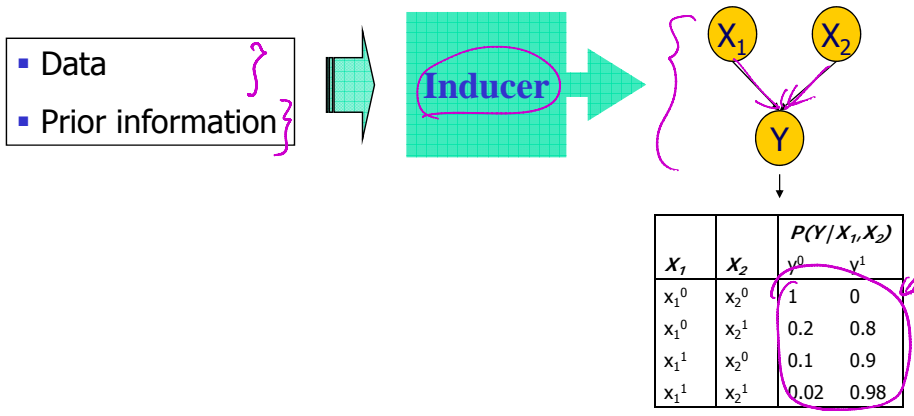 ▪ Data
▪ Prior information
Inducer
X₁ X₂
Y
P(Y|X₁,X₂)
X₁ X₂ y⁰ y¹
x₁⁰ x₂⁰ 1 0
x₁⁰ x₂¹ 0.2 0.8
x₁¹ x₂⁰ 0.1 0.9
x₁¹ x₂¹ 0.02 0.98